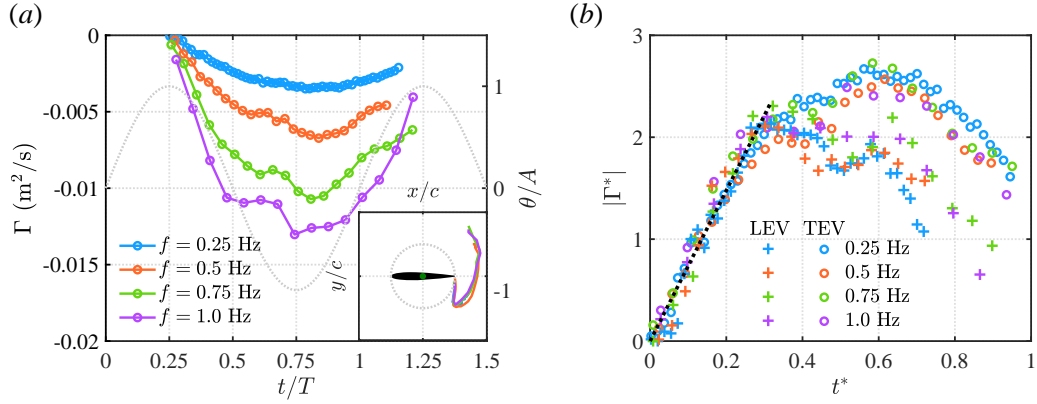 (a)
0
-0.005
-0.01
-0.015
-0.02
Γ (m²/s)
0
0.25
0.5
0.75
1
1.25
1.5
t/T
1
0
-1
θ/A
f = 0.25 Hz
f = 0.5 Hz
f = 0.75 Hz
f = 1.0 Hz
x/c
y/c
(b)
3
2
1
0
|Γ*|
0
0.2
0.4
0.6
0.8
1
t*
LEV TEV
0.25 Hz
0.5 Hz
0.75 Hz
1.0 Hz